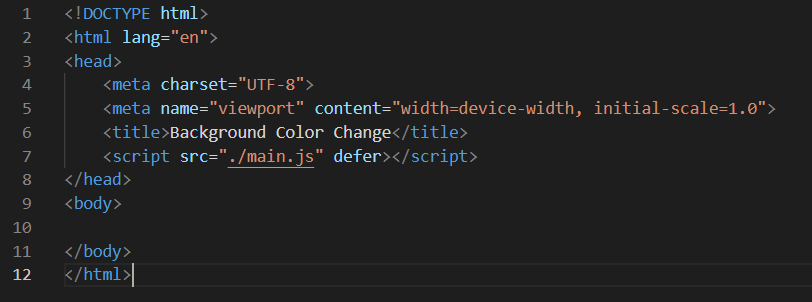 1 <!DOCTYPE html>
2 <html lang="en">
3 <head>
4     <meta charset="UTF-8">
5     <meta name="viewport" content="width=device-width, initial-scale=1.0">
6     <title>Background Color Change</title>
7     <script src="./main.js" defer></script>
8 </head>
9 <body>
10
11 </body>
12 </html>